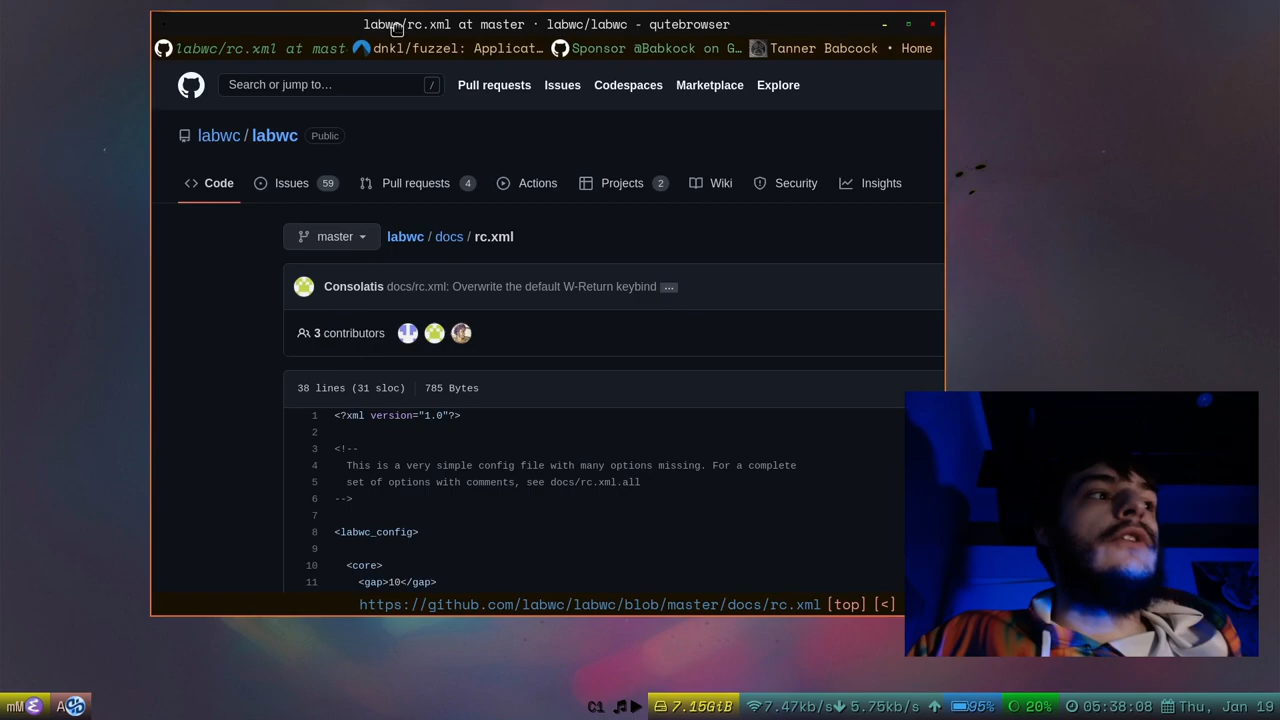 labwc/rc.xml at master · labwc/labwc - qutebrowser
labwc/rc.xml at mast
dnkl/fuzzel: Applicat…
Sponsor @Babkock on G…
Tanner Babcock • Home
Search or jump to…
/
Pull requests
Issues
Codespaces
Marketplace
Explore
labwc / labwc
Public
Code
Issues 59
Pull requests 4
Actions
Projects 2
Wiki
Security
Insights
master
labwc / docs / rc.xml
Consolatis docs/rc.xml: Overwrite the default W-Return keybind …
3 contributors
38 lines (31 sloc) 785 Bytes
1 <?xml version="1.0"?>
2
3 <!--
4 This is a very simple config file with many options missing. For a complete
5 set of options with comments, see docs/rc.xml.all
6 -->
7
8 <labwc_config>
9
10 <core>
11 <gap>10</gap>
https://github.com/labwc/labwc/blob/master/docs/rc.xml [top] [<]
mM
A
C1
7.15GiB
7.47kb/s
5.75kb/s
95%
20%
05:38:08
Thu, Jan 19